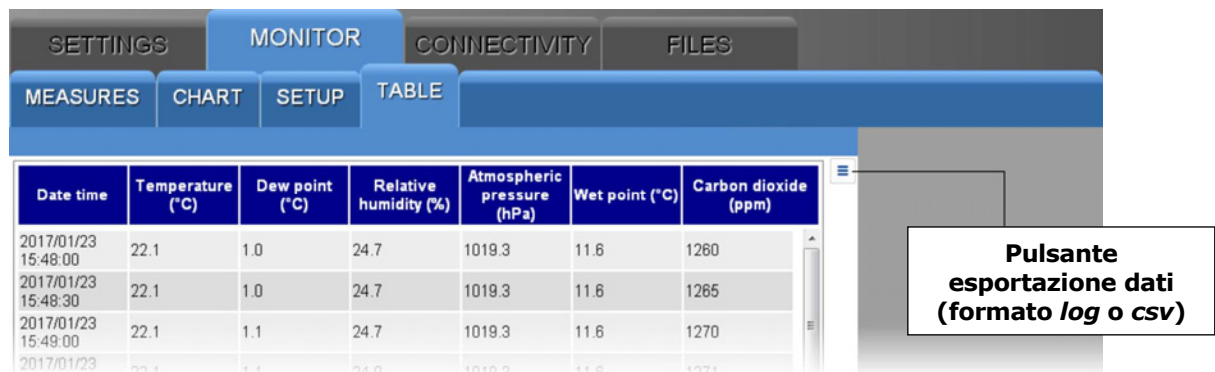 SETTINGS MONITOR CONNECTIVITY FILES
MEASURES CHART SETUP TABLE
Date time Temperature (°C) Dew point (°C) Relative humidity (%) Atmospheric pressure (hPa) Wet point (°C) Carbon dioxide (ppm)
2017/01/23 15:48:00 22.1 1.0 24.7 1019.3 11.6 1260
2017/01/23 15:48:30 22.1 1.0 24.7 1019.3 11.6 1265
2017/01/23 15:49:00 22.1 1.1 24.7 1019.3 11.6 1270
2017/01/23
Pulsante
esportazione dati
(formato log o csv)